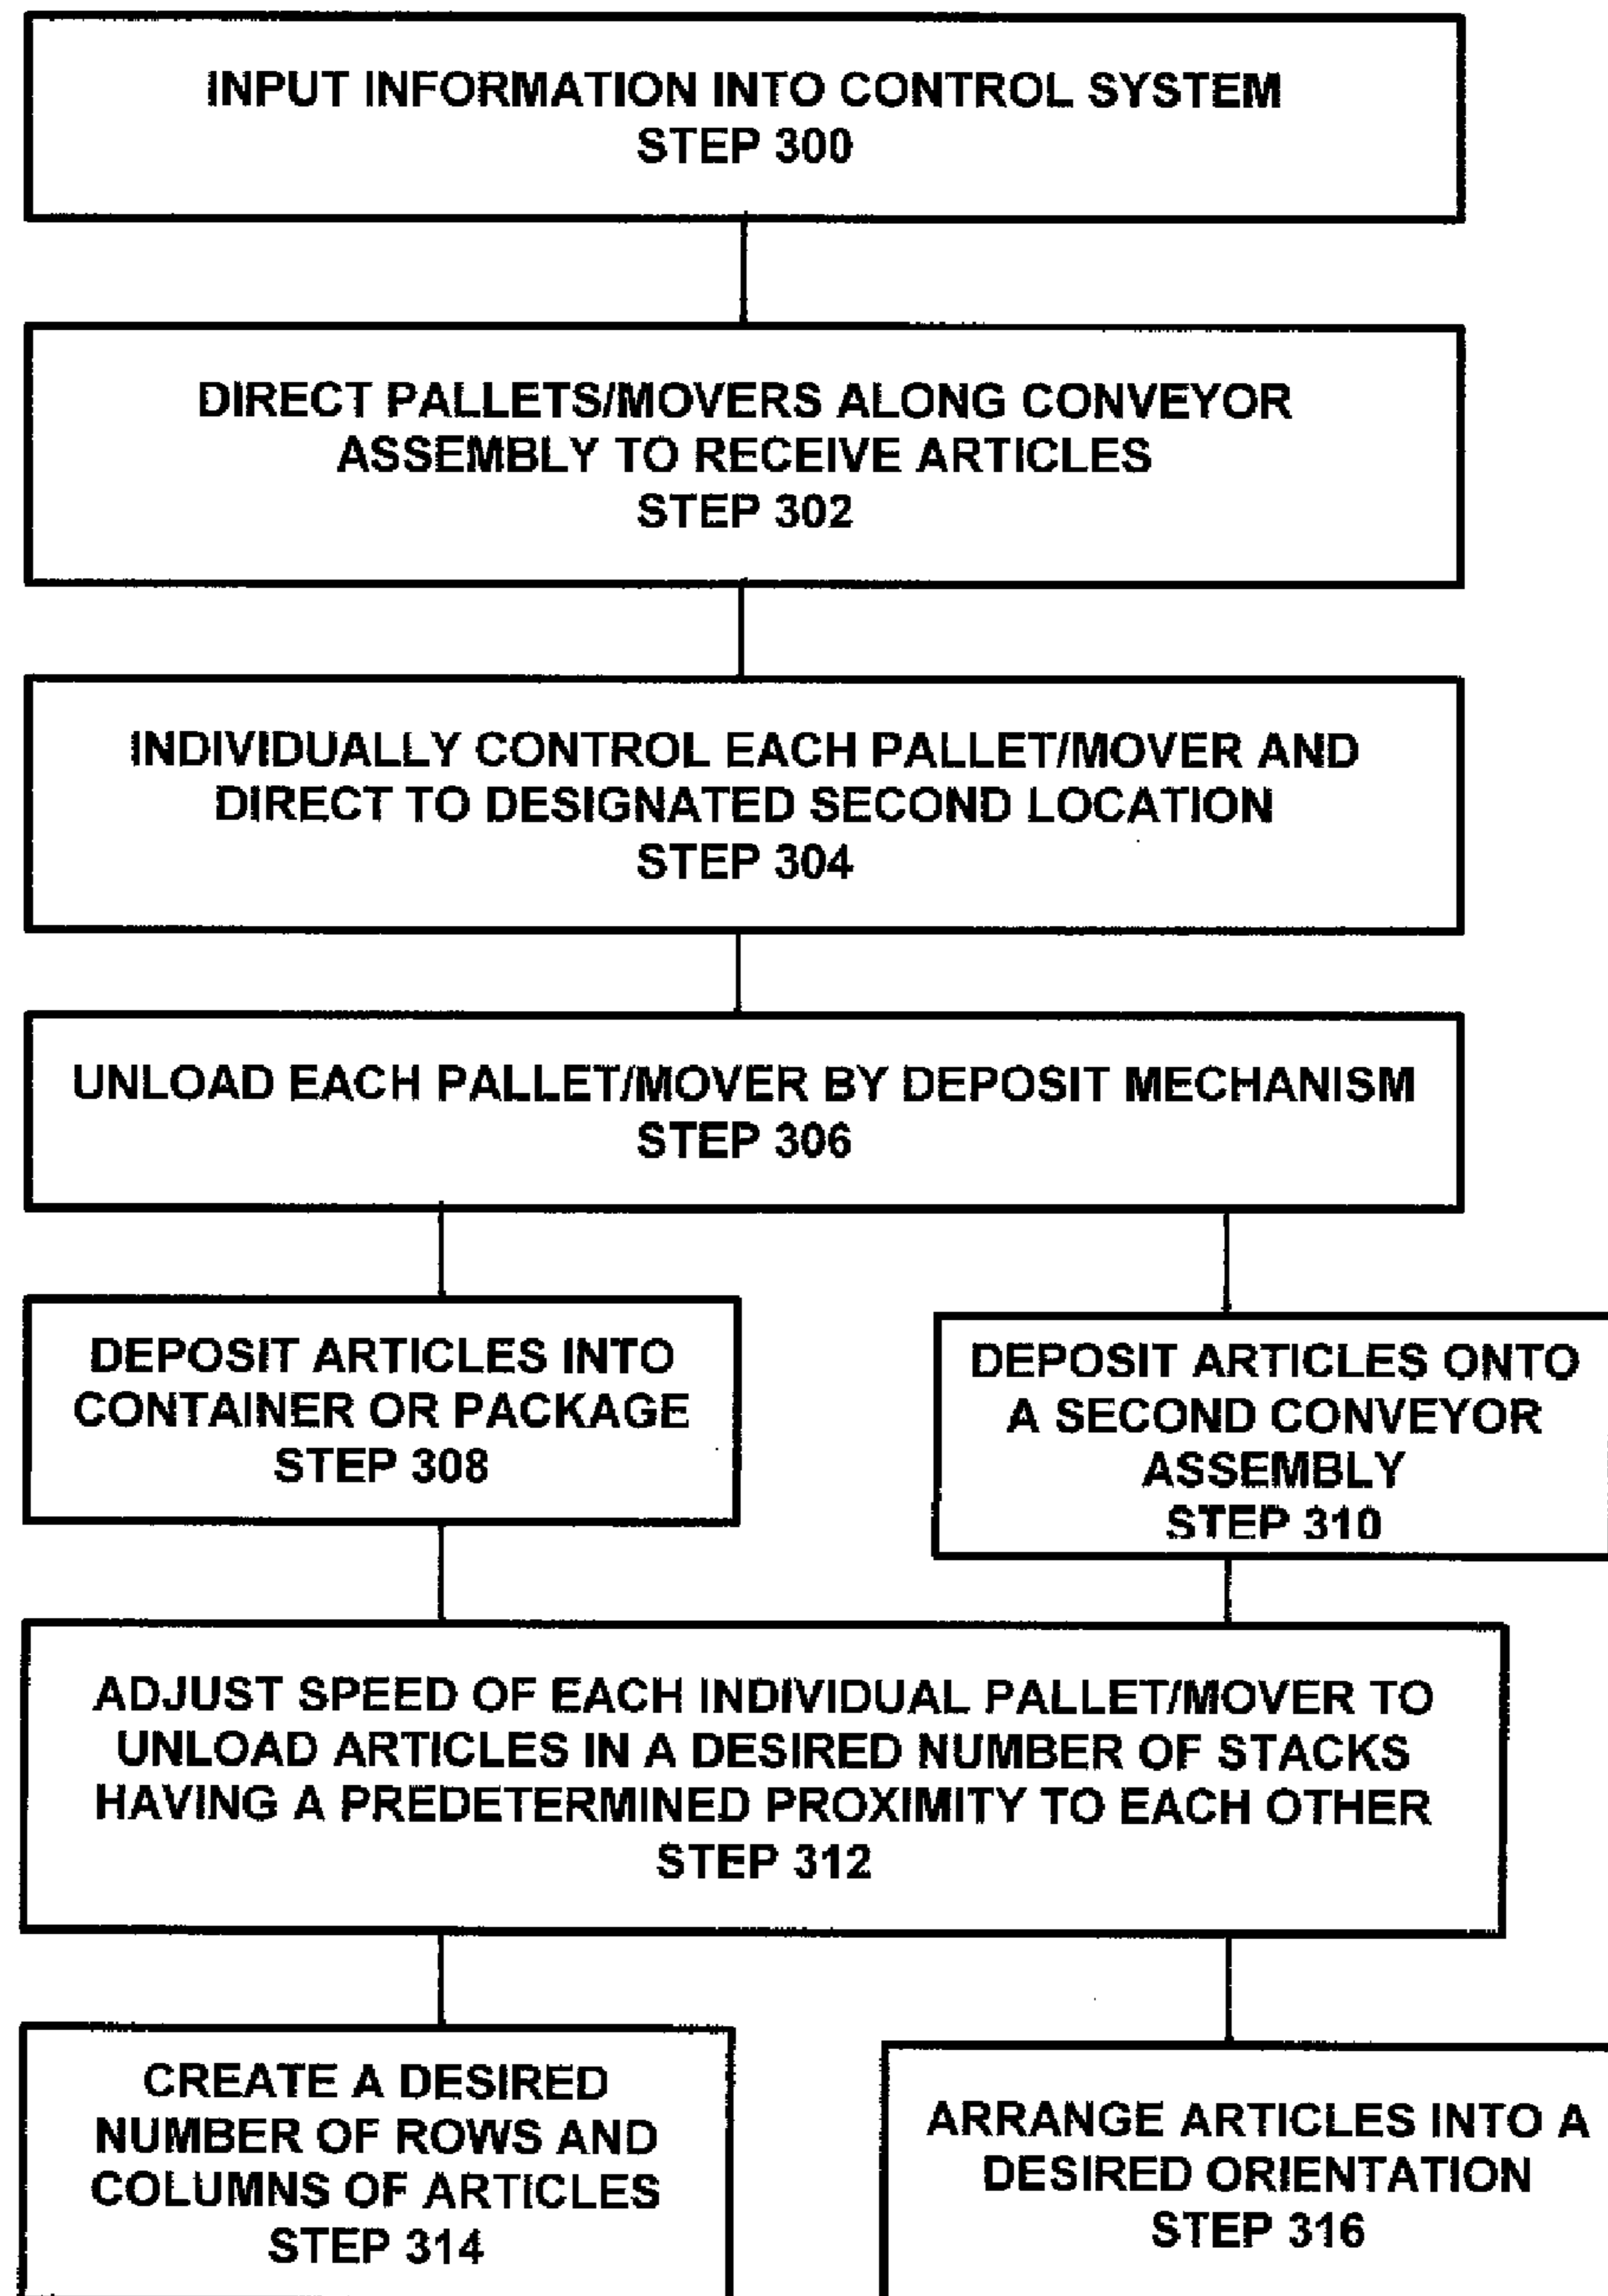 INPUT INFORMATION INTO CONTROL SYSTEM
STEP 300
DIRECT PALLETS/MOVERS ALONG CONVEYOR
ASSEMBLY TO RECEIVE ARTICLES
STEP 302
INDIVIDUALLY CONTROL EACH PALLET/MOVER AND
DIRECT TO DESIGNATED SECOND LOCATION
STEP 304
UNLOAD EACH PALLET/MOVER BY DEPOSIT MECHANISM
STEP 306
DEPOSIT ARTICLES INTO
CONTAINER OR PACKAGE
STEP 308
DEPOSIT ARTICLES ONTO
A SECOND CONVEYOR
ASSEMBLY
STEP 310
ADJUST SPEED OF EACH INDIVIDUAL PALLET/MOVER TO
UNLOAD ARTICLES IN A DESIRED NUMBER OF STACKS
HAVING A PREDETERMINED PROXIMITY TO EACH OTHER
STEP 312
CREATE A DESIRED
NUMBER OF ROWS AND
COLUMNS OF ARTICLES
STEP 314
ARRANGE ARTICLES INTO A
DESIRED ORIENTATION
STEP 316